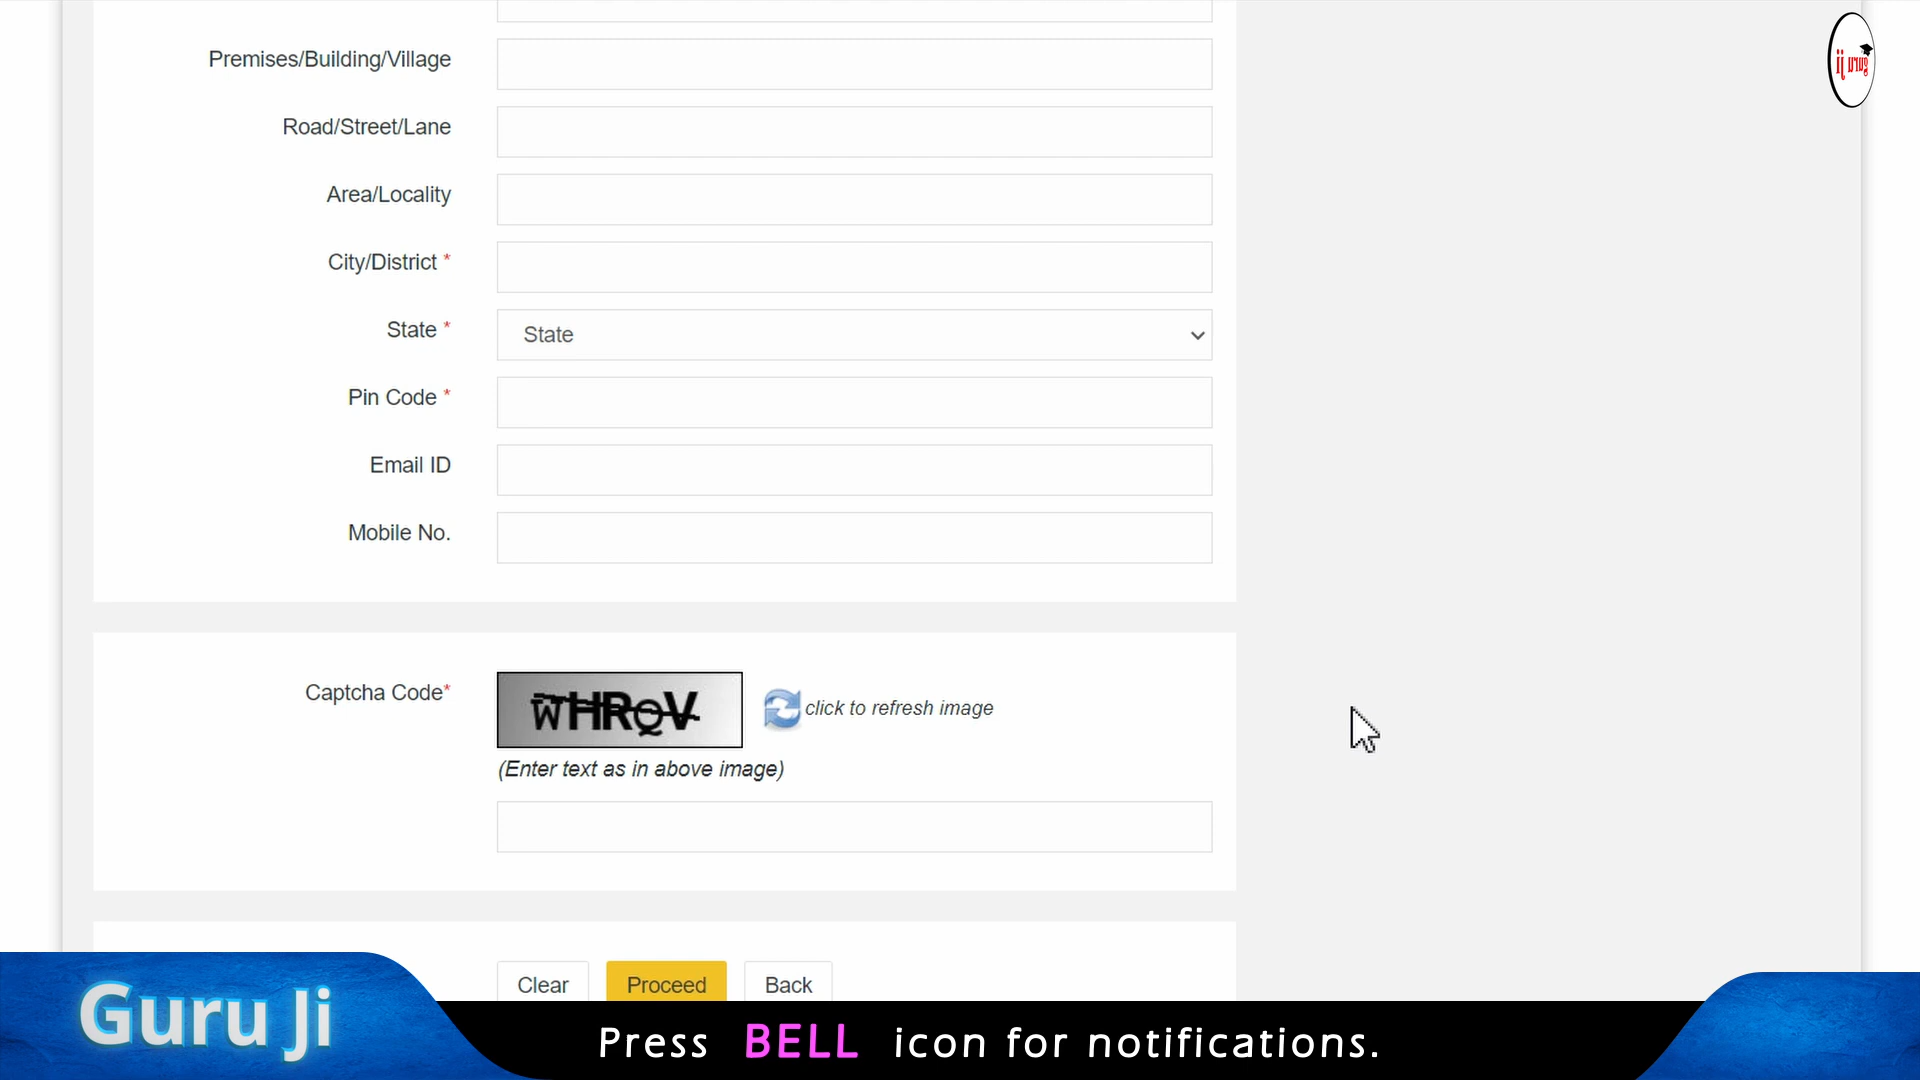 Premises/Building/Village
Road/Street/Lane
Area/Locality
City/District *
State *
State
Pin Code *
Email ID
Mobile No.
Captcha Code*
WHRQV
click to refresh image
(Enter text as in above image)
Clear
Proceed
Back
Guru Ji
Press BELL icon for notifications.
guru ji